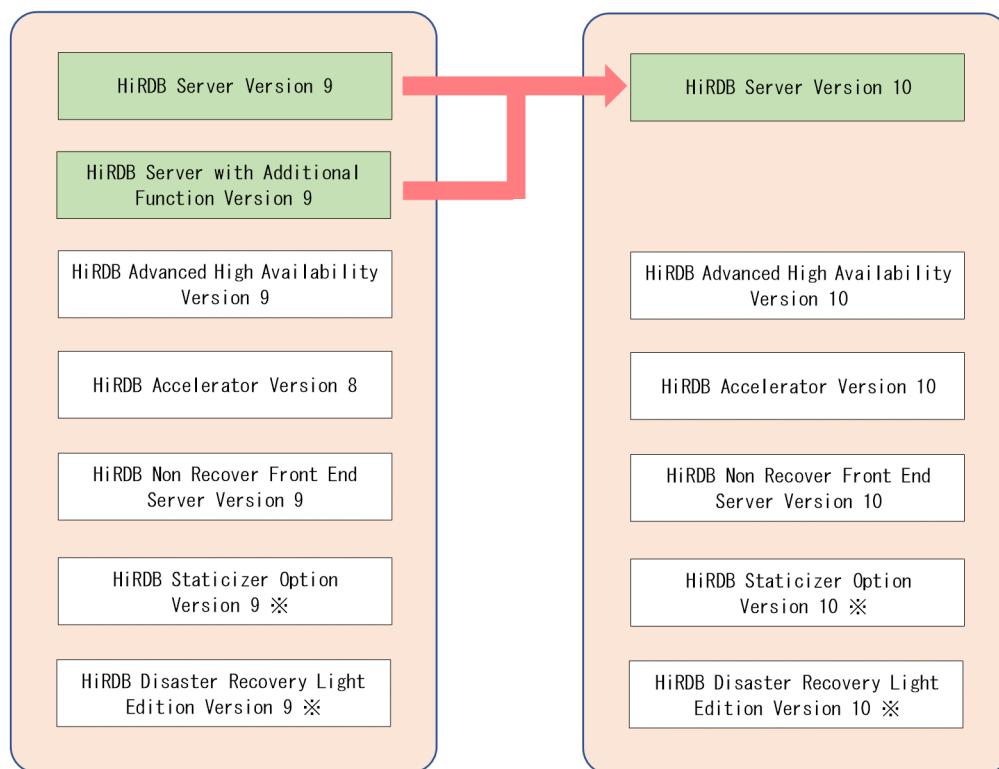 HiRDB Server Version 9
HiRDB Server with Additional
Function Version 9
HiRDB Advanced High Availability
Version 9
HiRDB Accelerator Version 8
HiRDB Non Recover Front End
Server Version 9
HiRDB Staticizer Option
Version 9 ※
HiRDB Disaster Recovery Light
Edition Version 9 ※
HiRDB Server Version 10
HiRDB Advanced High Availability
Version 10
HiRDB Accelerator Version 10
HiRDB Non Recover Front End
Server Version 10
HiRDB Staticizer Option
Version 10 ※
HiRDB Disaster Recovery Light
Edition Version 10 ※